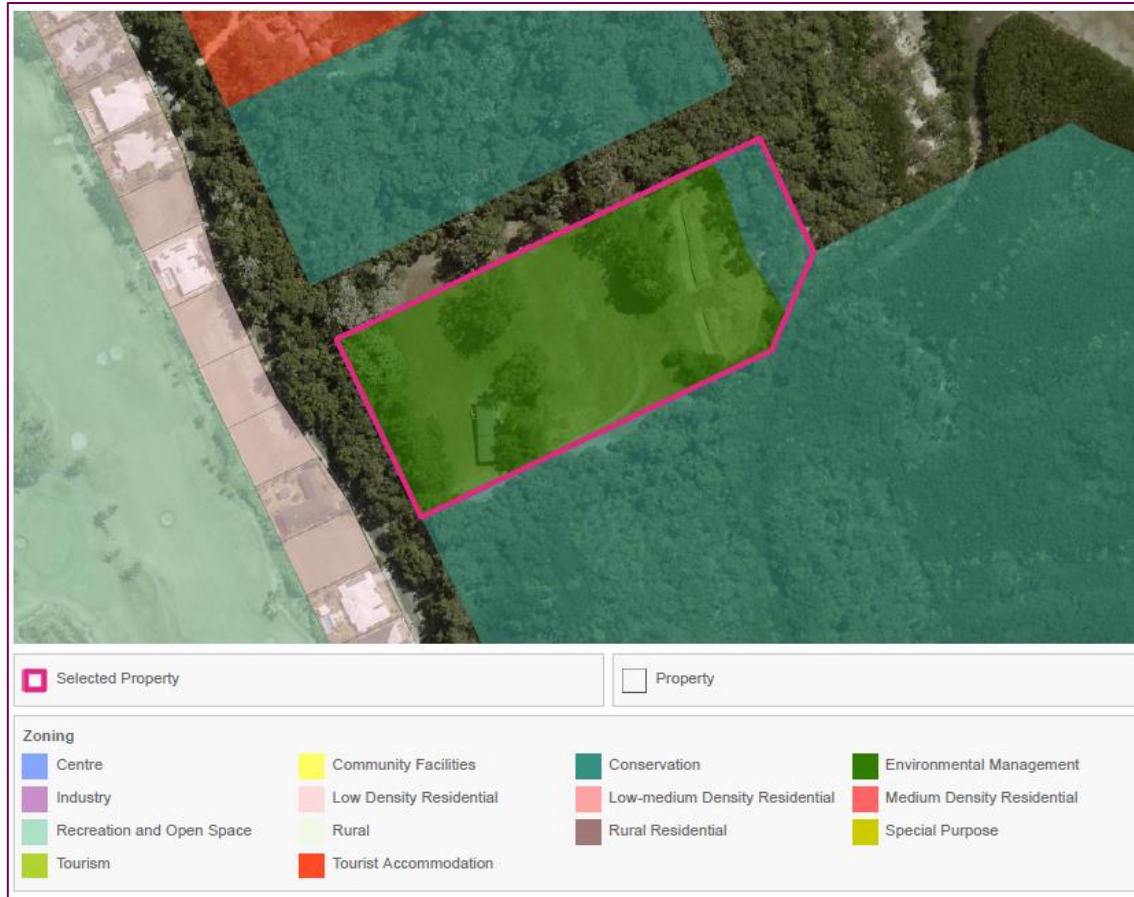 Selected Property
Property
Zoning
Centre
Community Facilities
Conservation
Environmental Management
Industry
Low Density Residential
Low-medium Density Residential
Medium Density Residential
Recreation and Open Space
Rural
Rural Residential
Special Purpose
Tourism
Tourist Accommodation